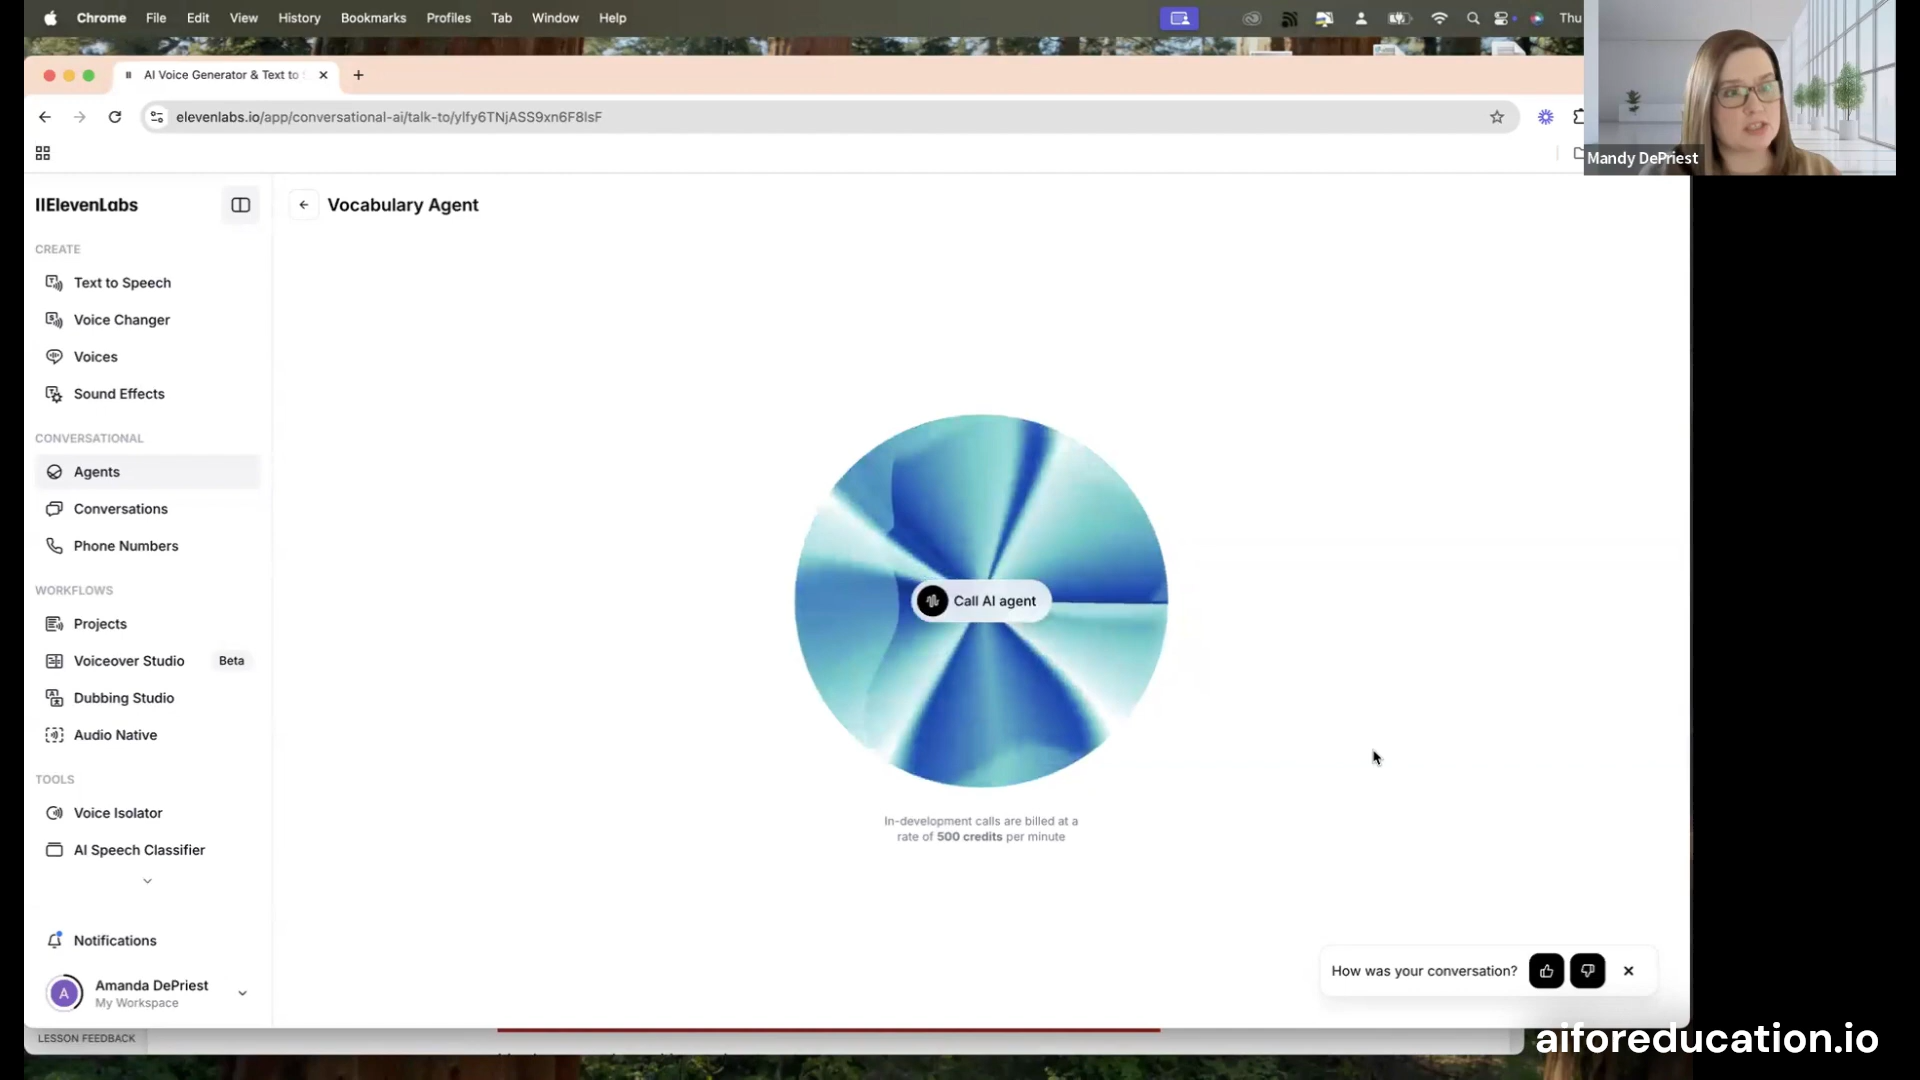 Chrome File Edit View History Bookmarks Profiles Tab Window Help Thu
AI Voice Generator & Text to
elevenlabs.io/app/conversational-ai/talk-to/ylfy6TNjASS9xn6F8lsF
Mandy DePriest
IIElevenLabs
Vocabulary Agent
CREATE
Text to Speech
Voice Changer
Voices
Sound Effects
CONVERSATIONAL
Agents
Conversations
Phone Numbers
WORKFLOWS
Projects
Voiceover Studio Beta
Dubbing Studio
Audio Native
TOOLS
Voice Isolator
AI Speech Classifier
Call AI agent
In-development calls are billed at a
rate of 500 credits per minute
Notifications
A
Amanda DePriest
My Workspace
How was your conversation?
LESSON FEEDBACK
aiforeducation.io